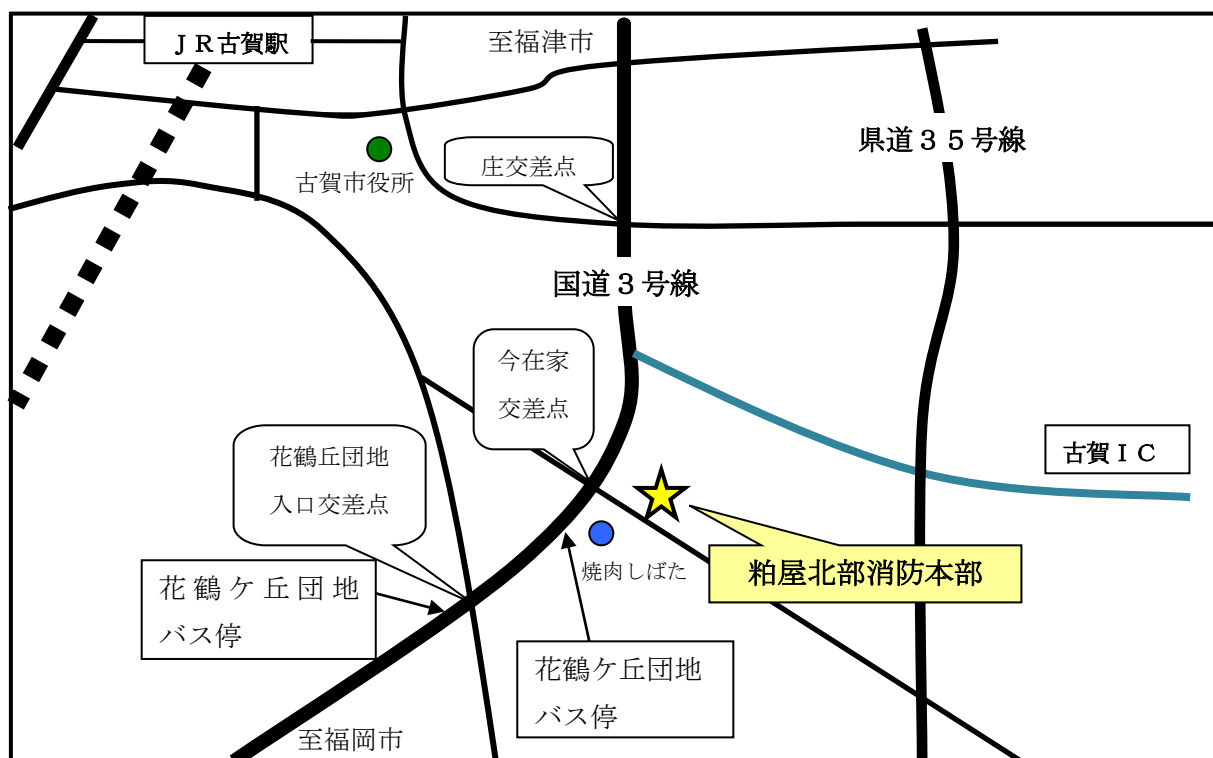 ＪＲ古賀駅
至福津市
県道３５号線
庄交差点
古賀市役所
国道３号線
今在家
交差点
花鶴丘団地
入口交差点
古賀ＩＣ
粕屋北部消防本部
焼肉しばた
花鶴ケ丘団地
バス停
花鶴ケ丘団地
バス停
至福岡市